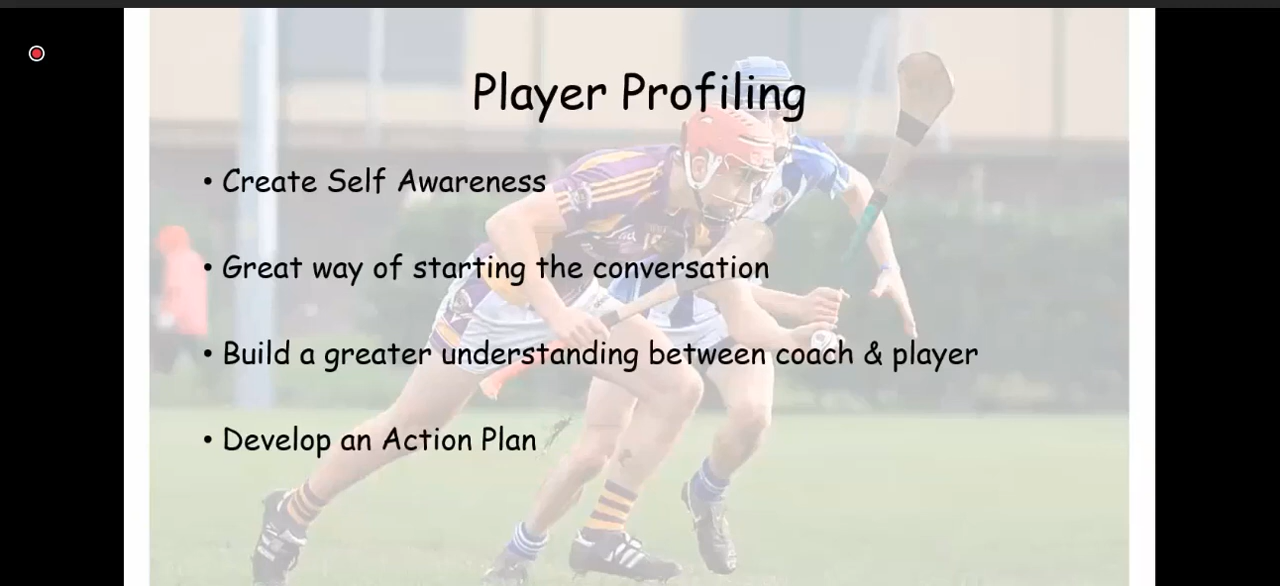 Player Profiling
• Create Self Awareness
• Great way of starting the conversation
• Build a greater understanding between coach & player
• Develop an Action Plan